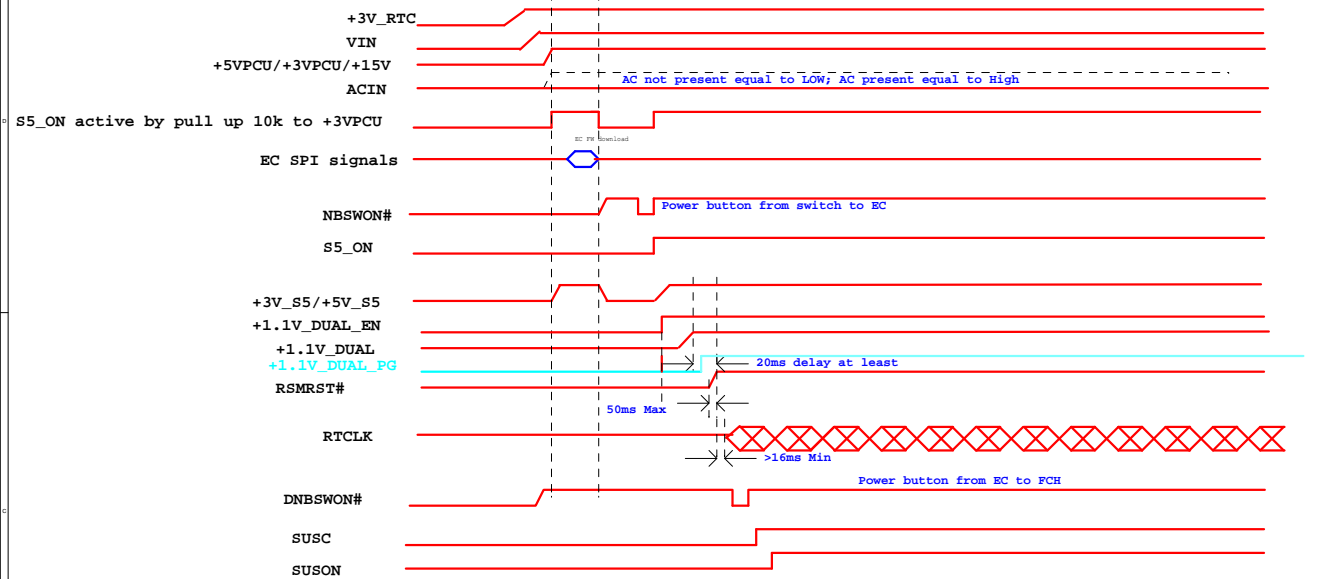 +3V_RTC
VIN
+5VPCU/+3VPCU/+15V
AC not present equal to LOW; AC present equal to High
ACIN
D
S5_ON active by pull up 10k to +3VPCU
EC FW download
EC SPI signals
NBSWON#
Power button from switch to EC
S5_ON
+3V_S5/+5V_S5
+1.1V_DUAL_EN
+1.1V_DUAL
+1.1V_DUAL_PG
20ms delay at least
RSMRST#
50ms Max
RTCLK
>16ms Min
Power button from EC to FCH
DNBSWON#
C
SUSC
SUSON